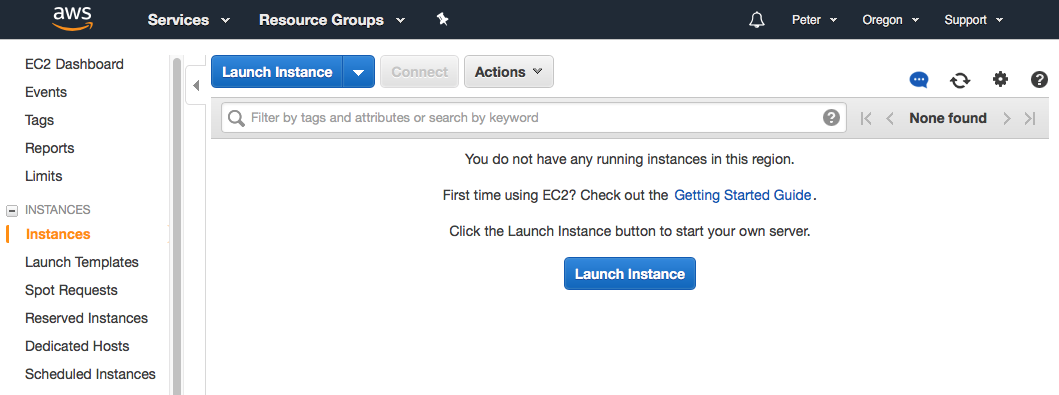 aws Services Resource Groups Peter Oregon Support
EC2 Dashboard
Events
Tags
Reports
Limits
INSTANCES
Instances
Launch Templates
Spot Requests
Reserved Instances
Dedicated Hosts
Scheduled Instances
Launch Instance Connect Actions
Filter by tags and attributes or search by keyword None found
You do not have any running instances in this region.
First time using EC2? Check out the Getting Started Guide.
Click the Launch Instance button to start your own server.
Launch Instance